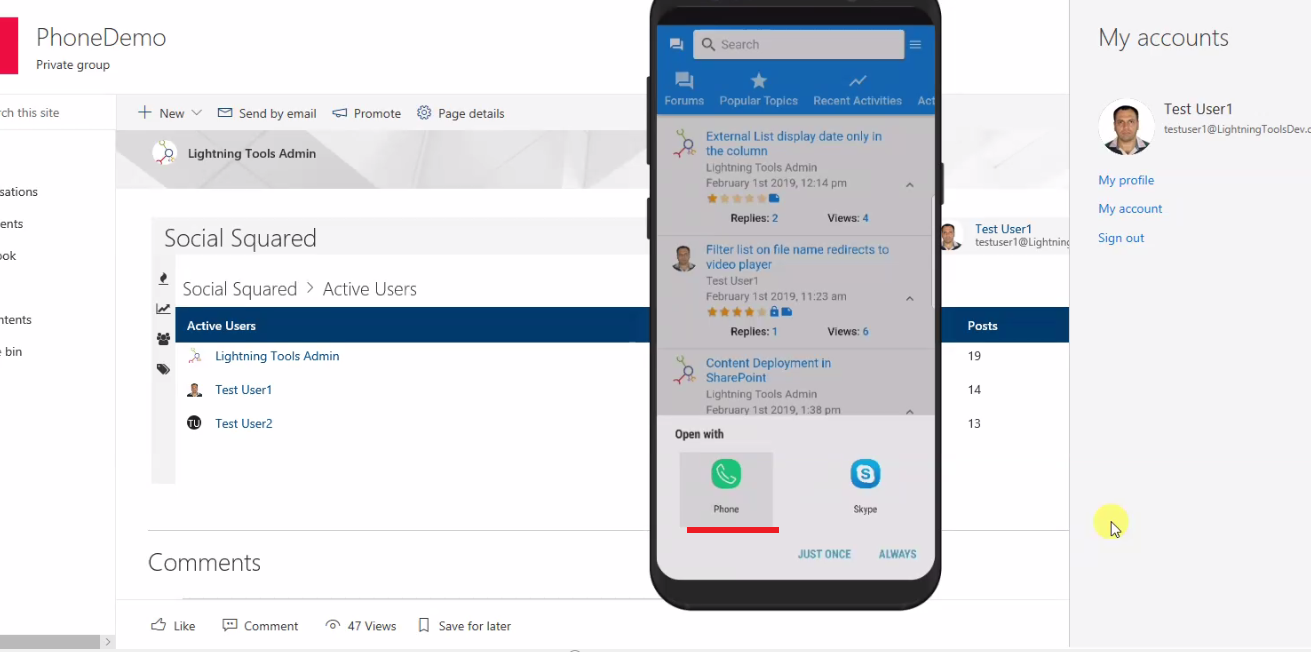 PhoneDemo
Private group
rch this site
sations
ents
ook
ntents
e bin
New
Send by email
Promote
Page details
Lightning Tools Admin
Social Squared
Social Squared > Active Users
Active Users
Posts
Lightning Tools Admin
19
Test User1
14
TU
Test User2
13
Comments
Like
Comment
47 Views
Save for later
Search
Forums
Popular Topics
Recent Activities
Act
External List display date only in
the column
Lightning Tools Admin
February 1st 2019, 12:14 pm
Replies: 2
Views: 4
Filter list on file name redirects to
video player
Test User1
February 1st 2019, 11:23 am
Replies: 1
Views: 6
Content Deployment in
SharePoint
Lightning Tools Admin
February 1st 2019, 1:38 pm
Open with
Phone
Skype
JUST ONCE
ALWAYS
Test User1
testuser1@Lightning
My accounts
Test User1
testuser1@LightningToolsDev.c
My profile
My account
Sign out